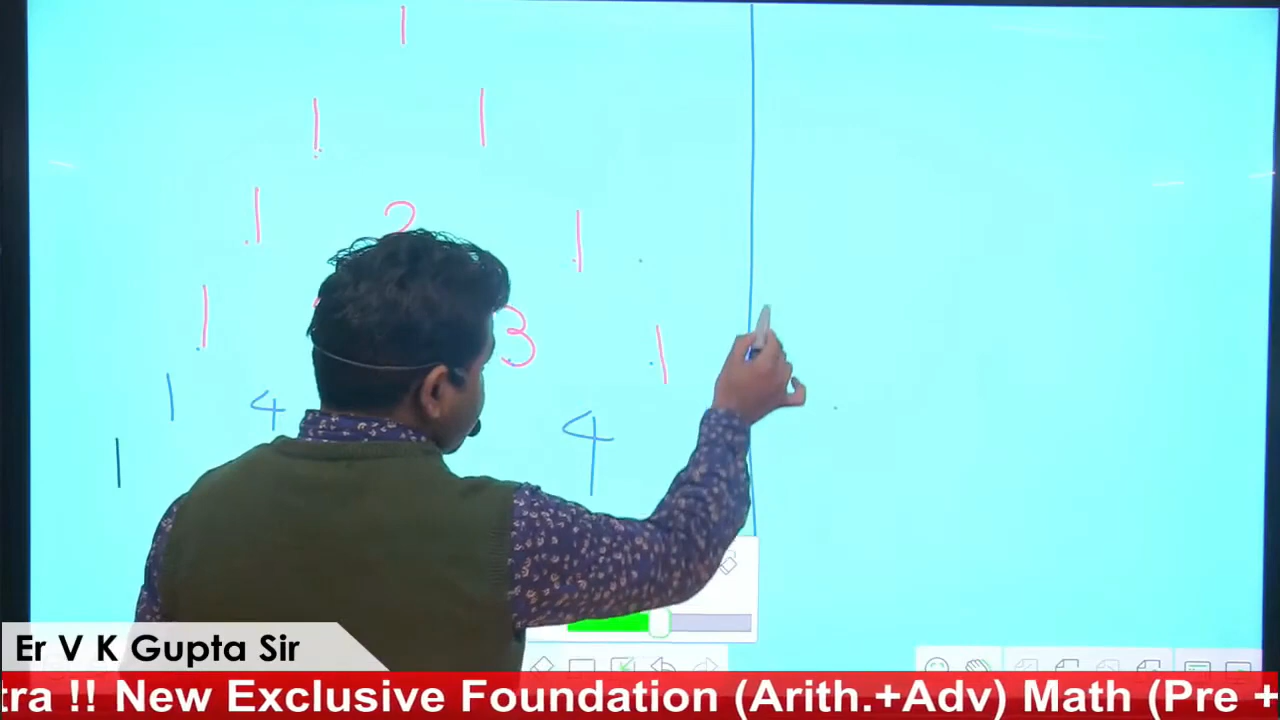 1
1 1
1 2 1
1 3 1
1 4 4
1
Er V K Gupta Sir
tra !! New Exclusive Foundation (Arith.+Adv) Math (Pre +